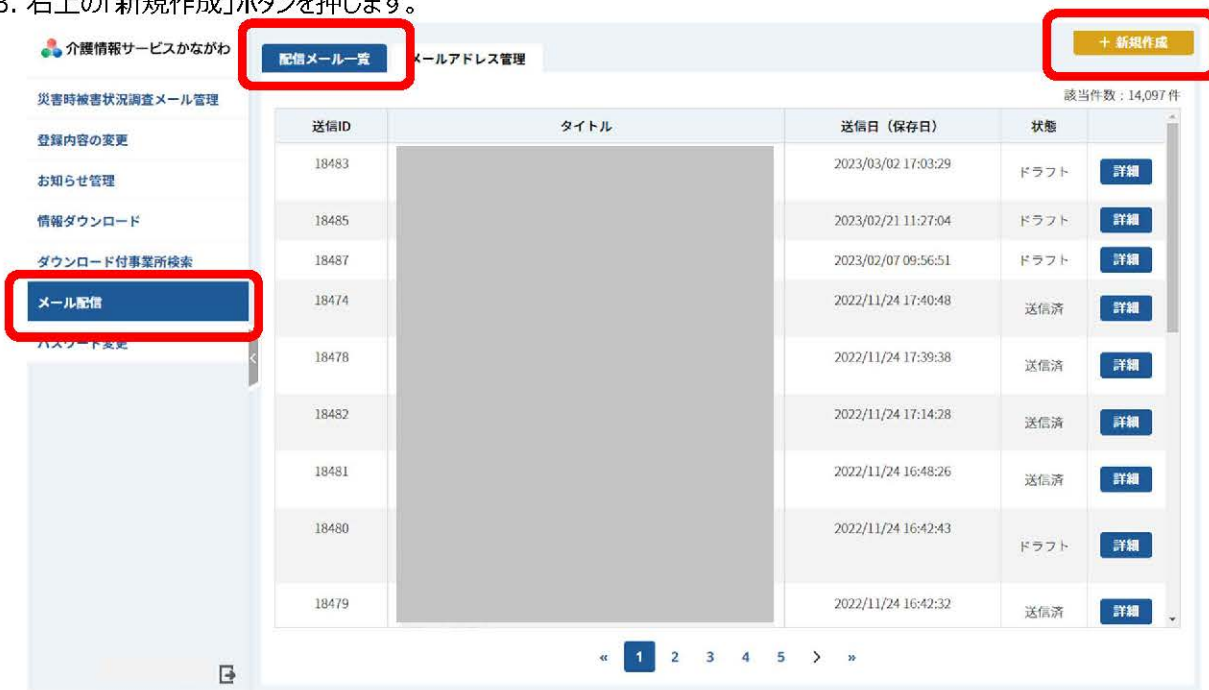 3. 右上の「新規作成」ボタンを押します。
介護情報サービスかながわ
配信メール一覧
メールアドレス管理
+ 新規作成
災害時被害状況調査メール管理
登録内容の変更
お知らせ管理
情報ダウンロード
ダウンロード付事業所検索
メール配信
パスワード変更
該当件数：14,097 件
送信ID タイトル 送信日（保存日） 状態
18483 2023/03/02 17:03:29 ドラフト 詳細
18485 2023/02/21 11:27:04 ドラフト 詳細
18487 2023/02/07 09:56:51 ドラフト 詳細
18474 2022/11/24 17:40:48 送信済 詳細
18478 2022/11/24 17:39:38 送信済 詳細
18482 2022/11/24 17:14:28 送信済 詳細
18481 2022/11/24 16:48:26 送信済 詳細
18480 2022/11/24 16:42:43 ドラフト 詳細
18479 2022/11/24 16:42:32 送信済 詳細
« 1 2 3 4 5 > »